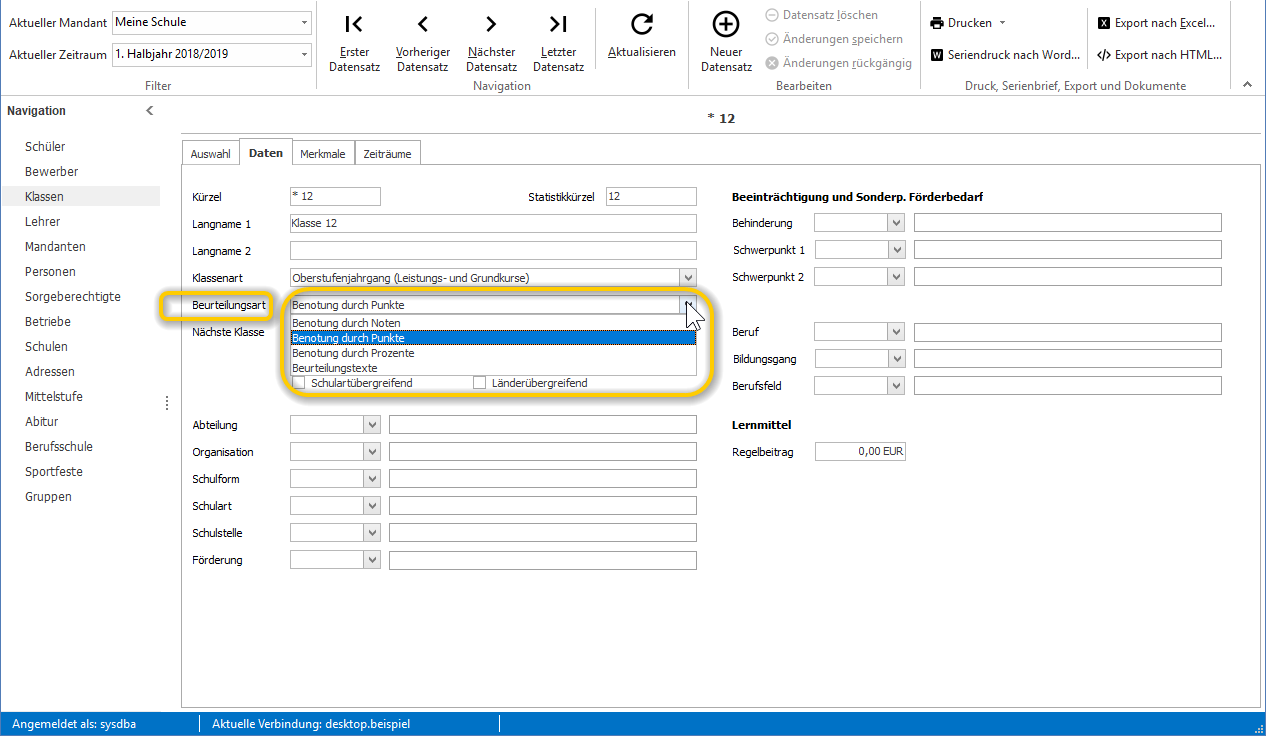 Aktueller Mandant Meine Schule
Aktueller Zeitraum 1. Halbjahr 2018/2019
Filter
Erster Datensatz
Vorheriger Datensatz
Nächster Datensatz
Letzter Datensatz
Aktualisieren
Navigation
Neuer Datensatz
Datensatz löschen
Änderungen speichern
Änderungen rückgängig
Bearbeiten
Drucken
Seriendruck nach Word...
Export nach Excel...
Export nach HTML...
Druck, Serienbrief, Export und Dokumente
Navigation
Schüler
Bewerber
Klassen
Lehrer
Mandanten
Personen
Sorgeberechtigte
Betriebe
Schulen
Adressen
Mittelstufe
Abitur
Berufsschule
Sportfeste
Gruppen
* 12
Auswahl Daten Merkmale Zeiträume
Kürzel * 12 Statistikkürzel 12
Langname 1 Klasse 12
Langname 2
Klassenart Oberstufenjahrgang (Leistungs- und Grundkurse)
Beurteilungsart Benotung durch Punkte
Benotung durch Noten
Nächste Klasse Benotung durch Punkte
Benotung durch Prozente
Beurteilungstexte
Schulartübergreifend Länderübergreifend
Abteilung
Organisation
Schulform
Schulart
Schulstelle
Förderung
Beeinträchtigung und Sonderp. Förderbedarf
Behinderung
Schwerpunkt 1
Schwerpunkt 2
Beruf
Bildungsgang
Berufsfeld
Lernmittel
Regelbeitrag 0,00 EUR
Angemeldet als: sysdba Aktuelle Verbindung: desktop.beispiel